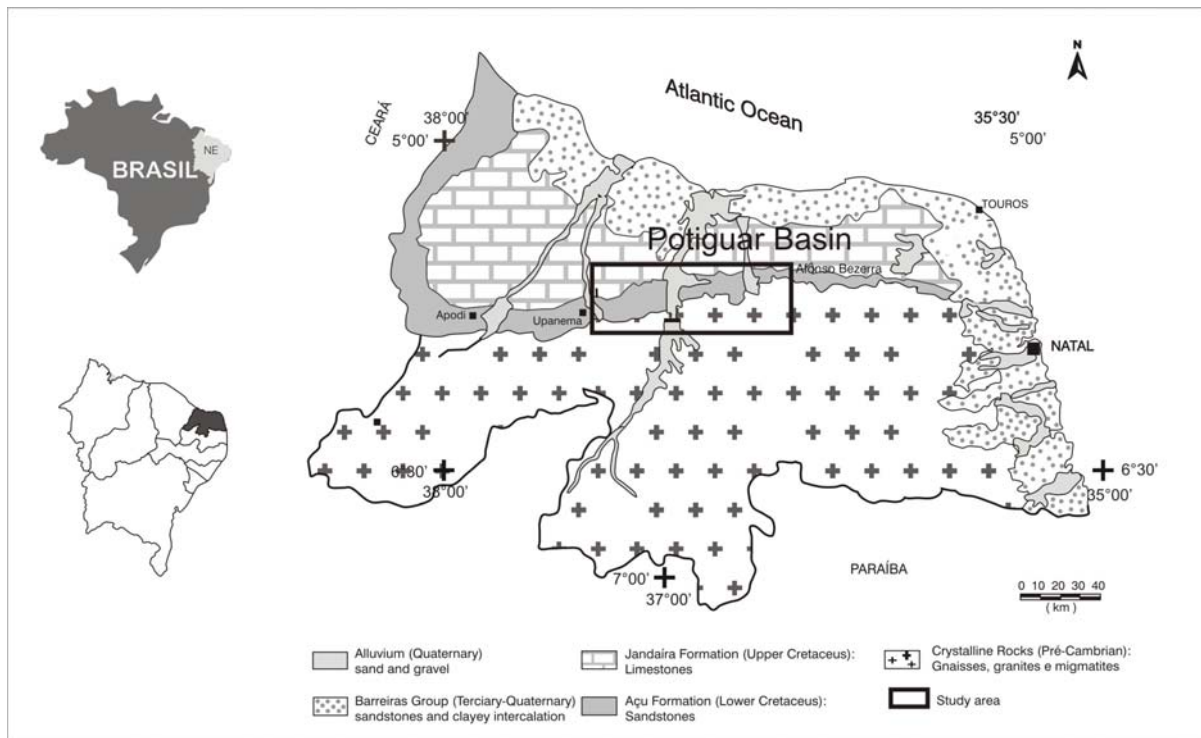 N
Atlantic Ocean
CEARÁ
38°00'
5°00'
35°30'
5°00'
NE
BRASIL
TOUROS
Potiguar Basin
Afonso Bezerra
Apodi
Upanema
NATAL
6°30'
38°00'
6°30'
35°00'
7°00'
37°00'
PARAÍBA
0 10 20 30 40
( km )
Alluvium (Quaternary)
sand and gravel
Jandaíra Formation (Upper Cretaceus):
Limestones
Crystalline Rocks (Pré-Cambrian):
Gnaisses, granites e migmatites
Barreiras Group (Terciary-Quaternary)
sandstones and clayey intercalation
Açu Formation (Lower Cretaceus):
Sandstones
Study area